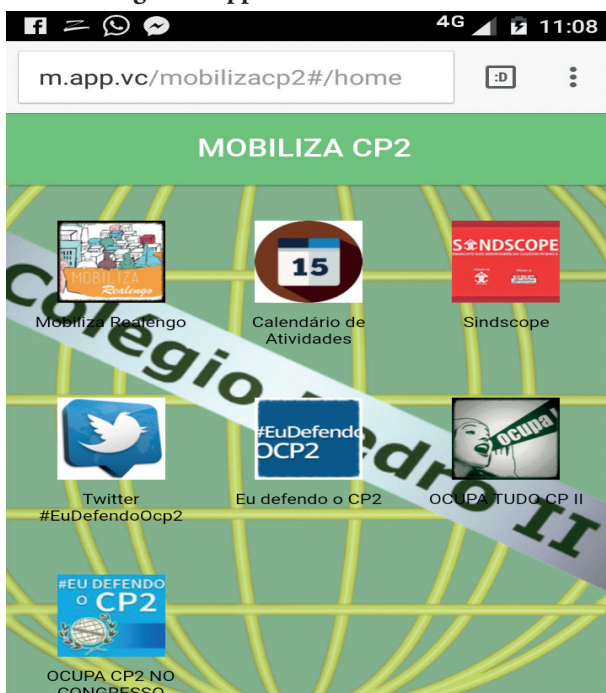 4G 11:08
m.app.vc/mobilizacp2#/home
:D
MOBILIZA CP2
MOBILIZA
Realengo
Mobiliza Realengo
15
Calendário de
Atividades
SINDSCOPE
Sindscope
Colégio Pedro II
Twitter
#EuDefendoOcp2
#EuDefendo
OCP2
Eu defendo o CP2
ocupa!
OCUPA TUDO CP II
#EU DEFENDO
O CP2
OCUPA CP2 NO
CONGRESSO